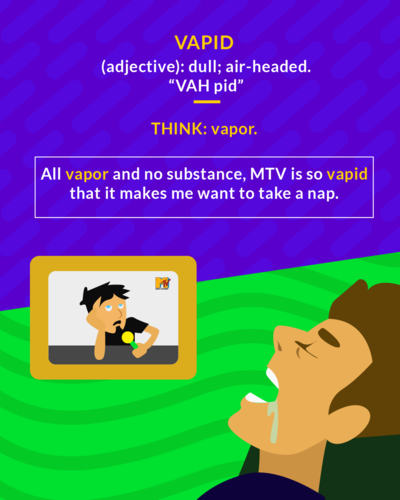 VAPID
(adjective): dull; air-headed.
“VAH pid”
THINK: vapor.
All vapor and no substance, MTV is so vapid
that it makes me want to take a nap.
MTV